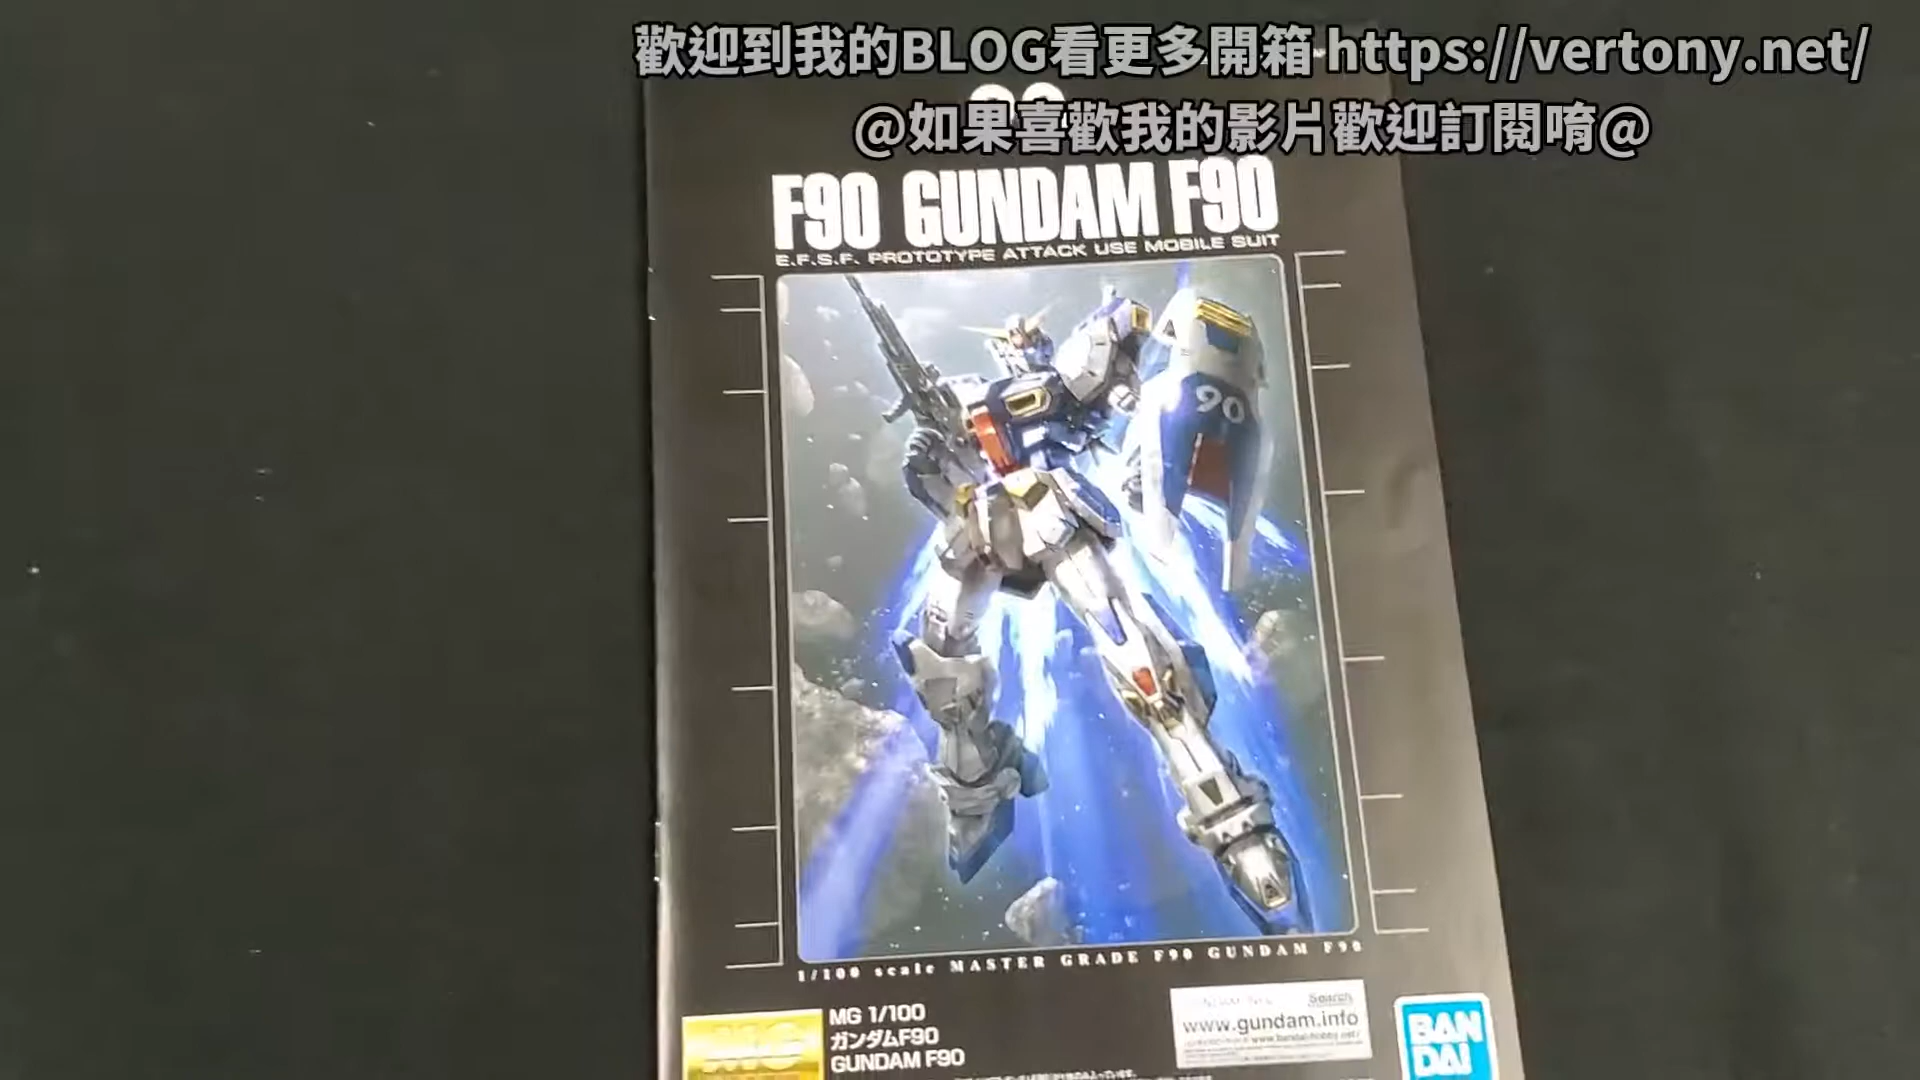 歡迎到我的BLOG看更多開箱 https://vertony.net/
@如果喜歡我的影片歡迎訂閱唷@
F90 GUNDAM F90
E.F.S.F. PROTOTYPE ATTACK USE MOBILE SUIT
90
1/100 scale MASTER GRADE F90 GUNDAM F90
MG
MG 1/100
ガンダムF90
GUNDAM F90
Search
www.gundam.info
BAN
DAI